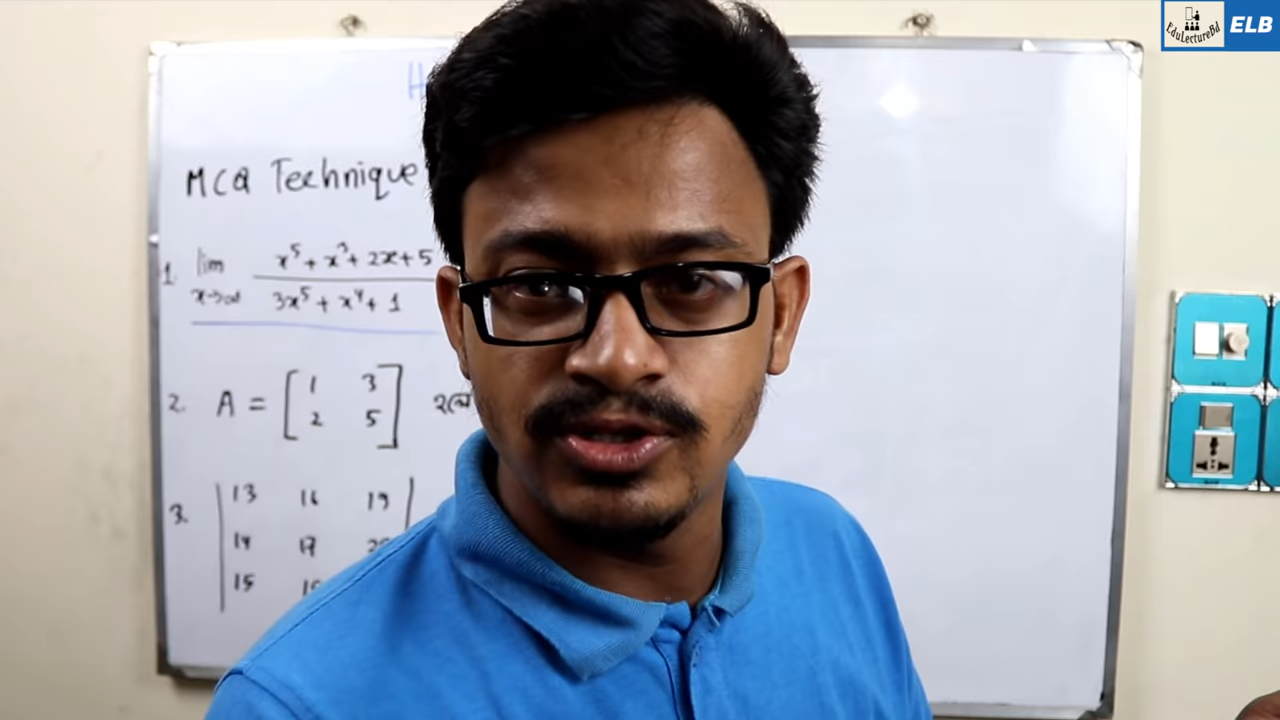 EduLectureBd ELB
MCQ Technique
1. lim x→∞ x⁵ + x³ + 2x + 5
3x⁵ + x⁴ + 1
2. A = [ 1 3
2 5 ]
3. | 13 16 19 |
14 17
15